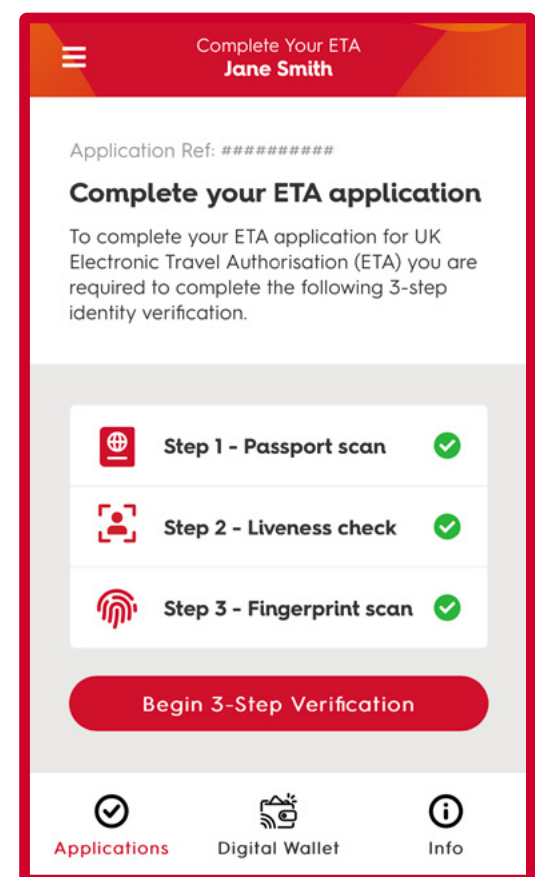 Complete Your ETA
Jane Smith
Application Ref: ##########
Complete your ETA application
To complete your ETA application for UK
Electronic Travel Authorisation (ETA) you are
required to complete the following 3-step
identity verification.
Step 1 - Passport scan
Step 2 - Liveness check
Step 3 - Fingerprint scan
Begin 3-Step Verification
Applications
Digital Wallet
Info